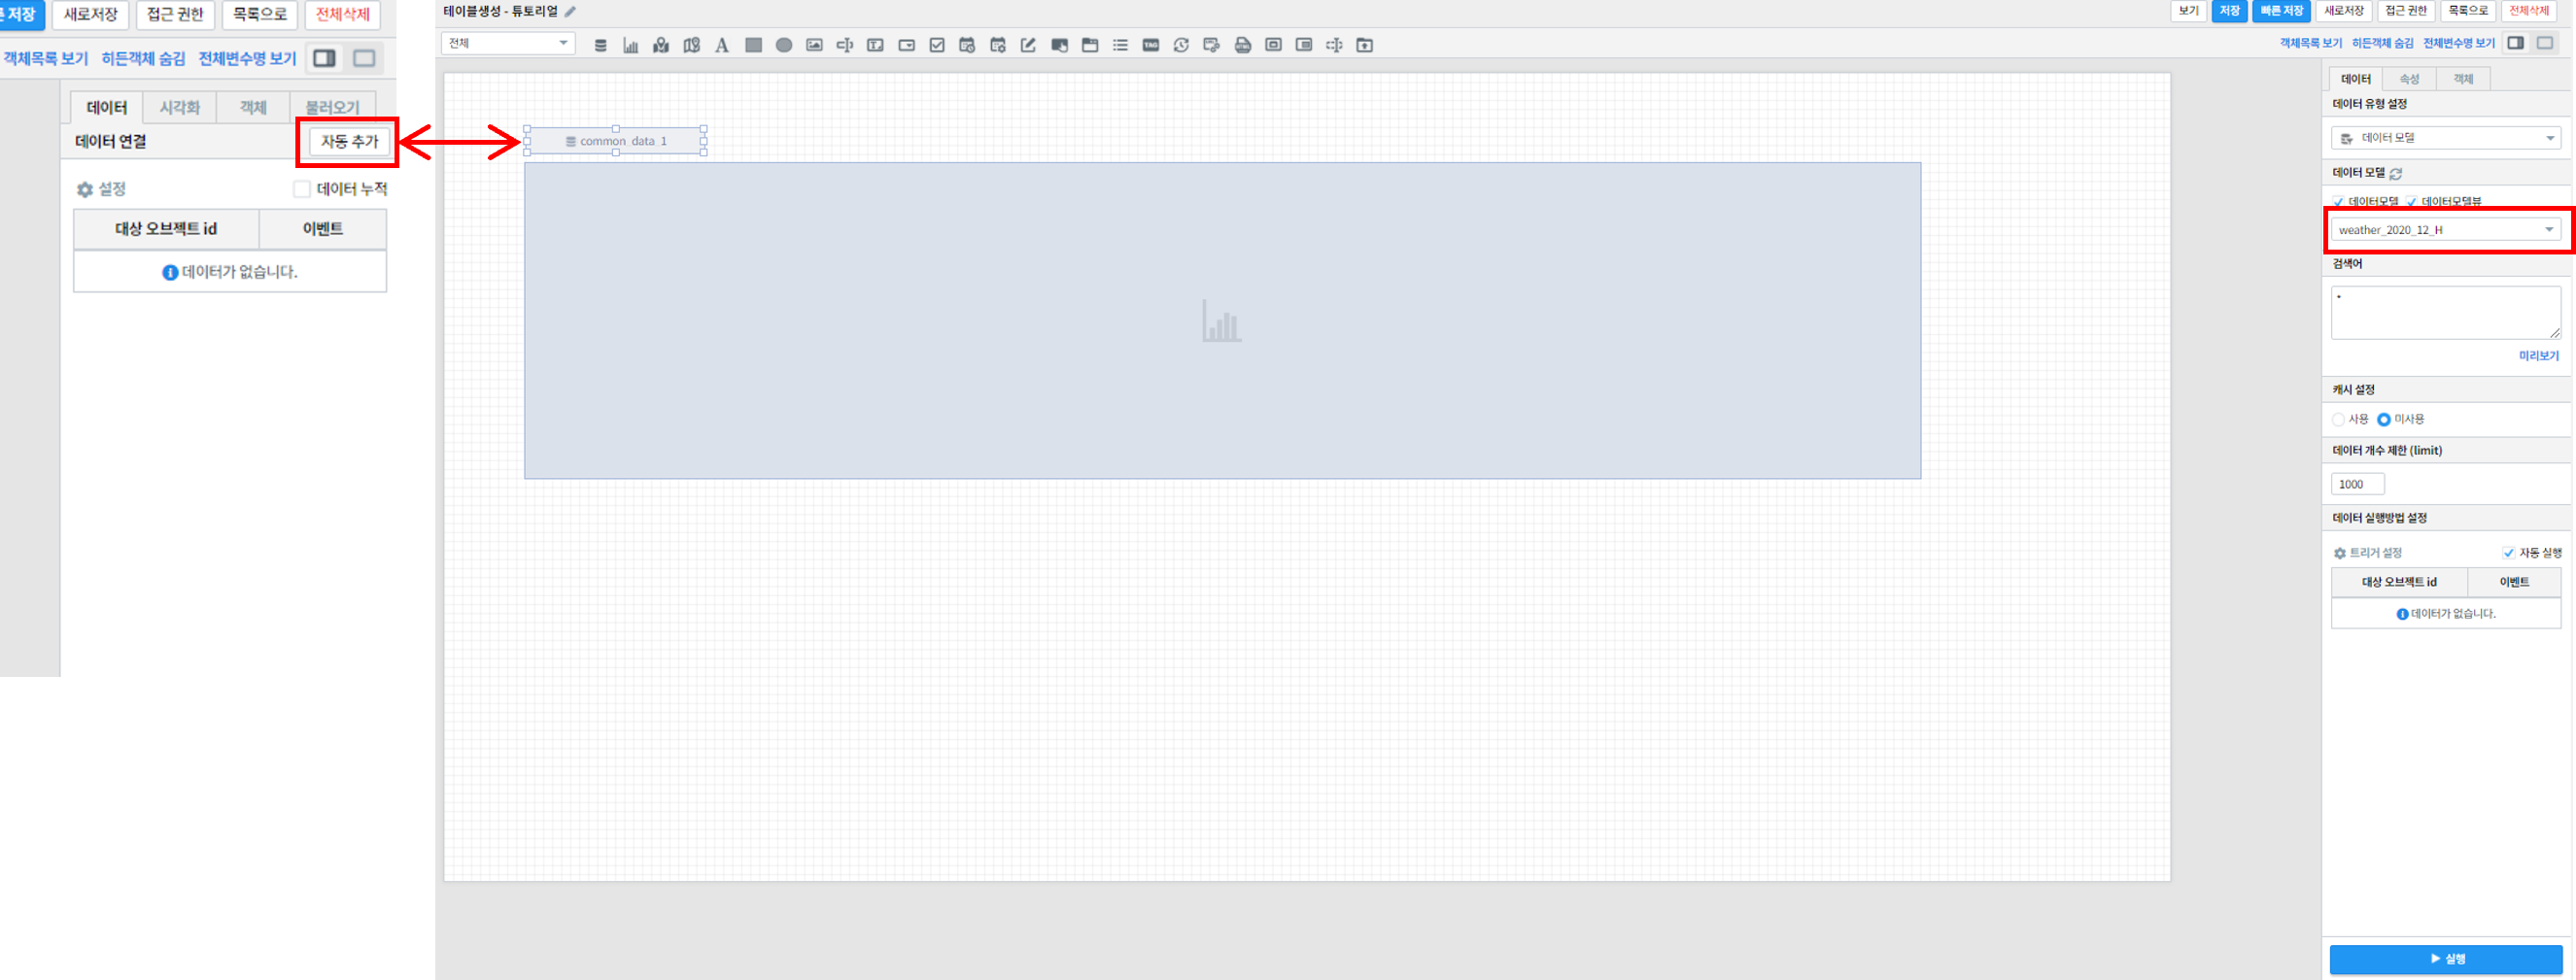 른 저장 새로저장 접근 권한 목록으로 전체삭제
객체목록 보기 히든객체 숨김 전체변수명 보기
데이터 시각화 객체 불러오기
데이터 연결 자동 추가
설정 데이터 누적
대상 오브젝트 id 이벤트
데이터가 없습니다.
테이블생성 - 튜토리얼
보기 저장 빠른 저장 새로저장 접근 권한 목록으로 전체삭제
전체
TAG
객체목록 보기 히든객체 숨김 전체변수명 보기
common_data_1
데이터 속성 객체
데이터 유형 설정
데이터 모델
데이터 모델
데이터모델 데이터모델뷰
weather_2020_12_H
검색어
*
미리보기
캐시 설정
사용 미사용
데이터 개수 제한 (limit)
1000
데이터 실행방법 설정
트리거 설정 자동 실행
대상 오브젝트 id 이벤트
데이터가 없습니다.
실행